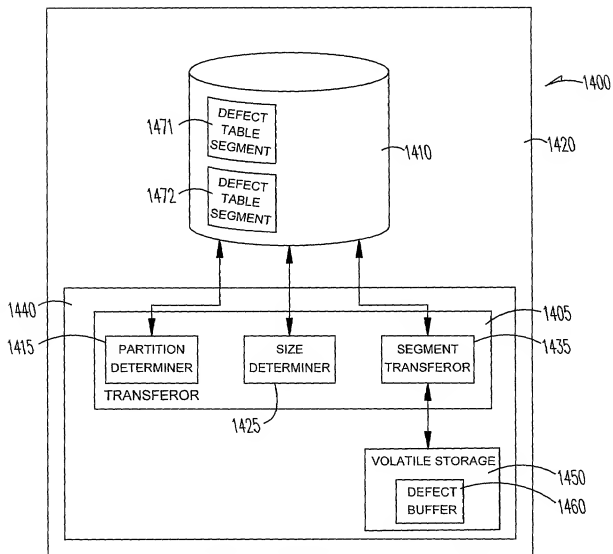 1400
1420
1471
DEFECT
TABLE
SEGMENT
1410
1472
DEFECT
TABLE
SEGMENT
1440
1405
1415
PARTITION
DETERMINER
SIZE
DETERMINER
SEGMENT
TRANSFEROR
1435
TRANSFEROR
1425
VOLATILE STORAGE
1450
DEFECT
BUFFER
1460